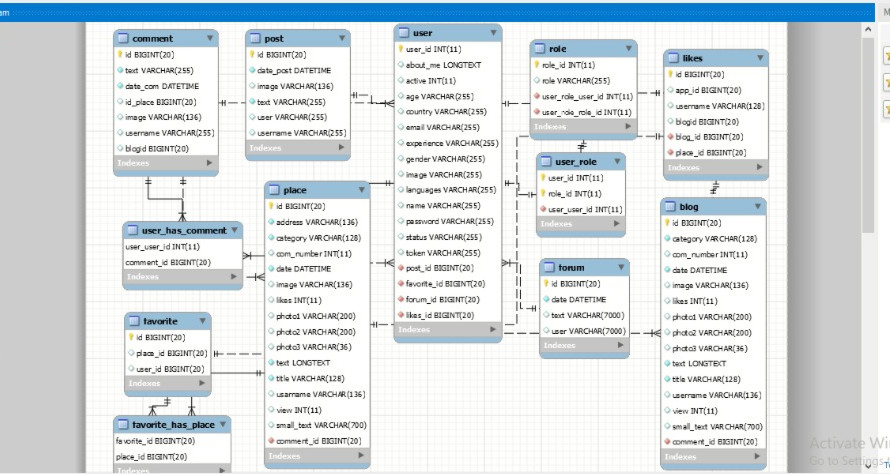 am
M
comment
id BIGINT(20)
text VARCHAR(255)
date_com DATETIME
id_place BIGINT(20)
image VARCHAR(136)
username VARCHAR(255)
blogid BIGINT(20)
Indexes
post
id BIGINT(20)
date_post DATETIME
image VARCHAR(136)
text VARCHAR(255)
user VARCHAR(255)
username VARCHAR(255)
Indexes
user
user_id INT(11)
about_me LONGTEXT
active INT(11)
age VARCHAR(255)
country VARCHAR(255)
email VARCHAR(255)
experience VARCHAR(255)
gender VARCHAR(255)
image VARCHAR(255)
languages VARCHAR(255)
name VARCHAR(255)
password VARCHAR(255)
status VARCHAR(255)
token VARCHAR(255)
post_id BIGINT(20)
favorite_id BIGINT(20)
forum_id BIGINT(20)
likes_id BIGINT(20)
Indexes
role
role_id INT(11)
role VARCHAR(255)
user_role_user_id INT(11)
user_role_role_id INT(11)
Indexes
likes
id BIGINT(20)
app_id BIGINT(20)
username VARCHAR(128)
blogid BIGINT(20)
blog_id BIGINT(20)
place_id BIGINT(20)
Indexes
user_role
user_id INT(11)
role_id INT(11)
user_user_id INT(11)
Indexes
place
id BIGINT(20)
address VARCHAR(136)
category VARCHAR(128)
com_number INT(11)
date DATETIME
image VARCHAR(136)
likes INT(11)
photo1 VARCHAR(200)
photo2 VARCHAR(200)
photo3 VARCHAR(36)
text LONGTEXT
title VARCHAR(128)
username VARCHAR(136)
view INT(11)
small_text VARCHAR(700)
comment_id BIGINT(20)
Indexes
user_has_comment
user_user_id INT(11)
comment_id BIGINT(20)
Indexes
forum
id BIGINT(20)
date DATETIME
text VARCHAR(7000)
user VARCHAR(7000)
Indexes
blog
id BIGINT(20)
category VARCHAR(128)
com_number INT(11)
date DATETIME
image VARCHAR(136)
likes INT(11)
photo1 VARCHAR(200)
photo2 VARCHAR(200)
photo3 VARCHAR(36)
text LONGTEXT
title VARCHAR(128)
username VARCHAR(136)
view INT(11)
small_text VARCHAR(700)
comment_id BIGINT(20)
Indexes
favorite
id BIGINT(20)
place_id BIGINT(20)
user_id BIGINT(20)
Indexes
favorite_has_place
favorite_id BIGINT(20)
place_id BIGINT(20)
Activate Wi
Go to Settings